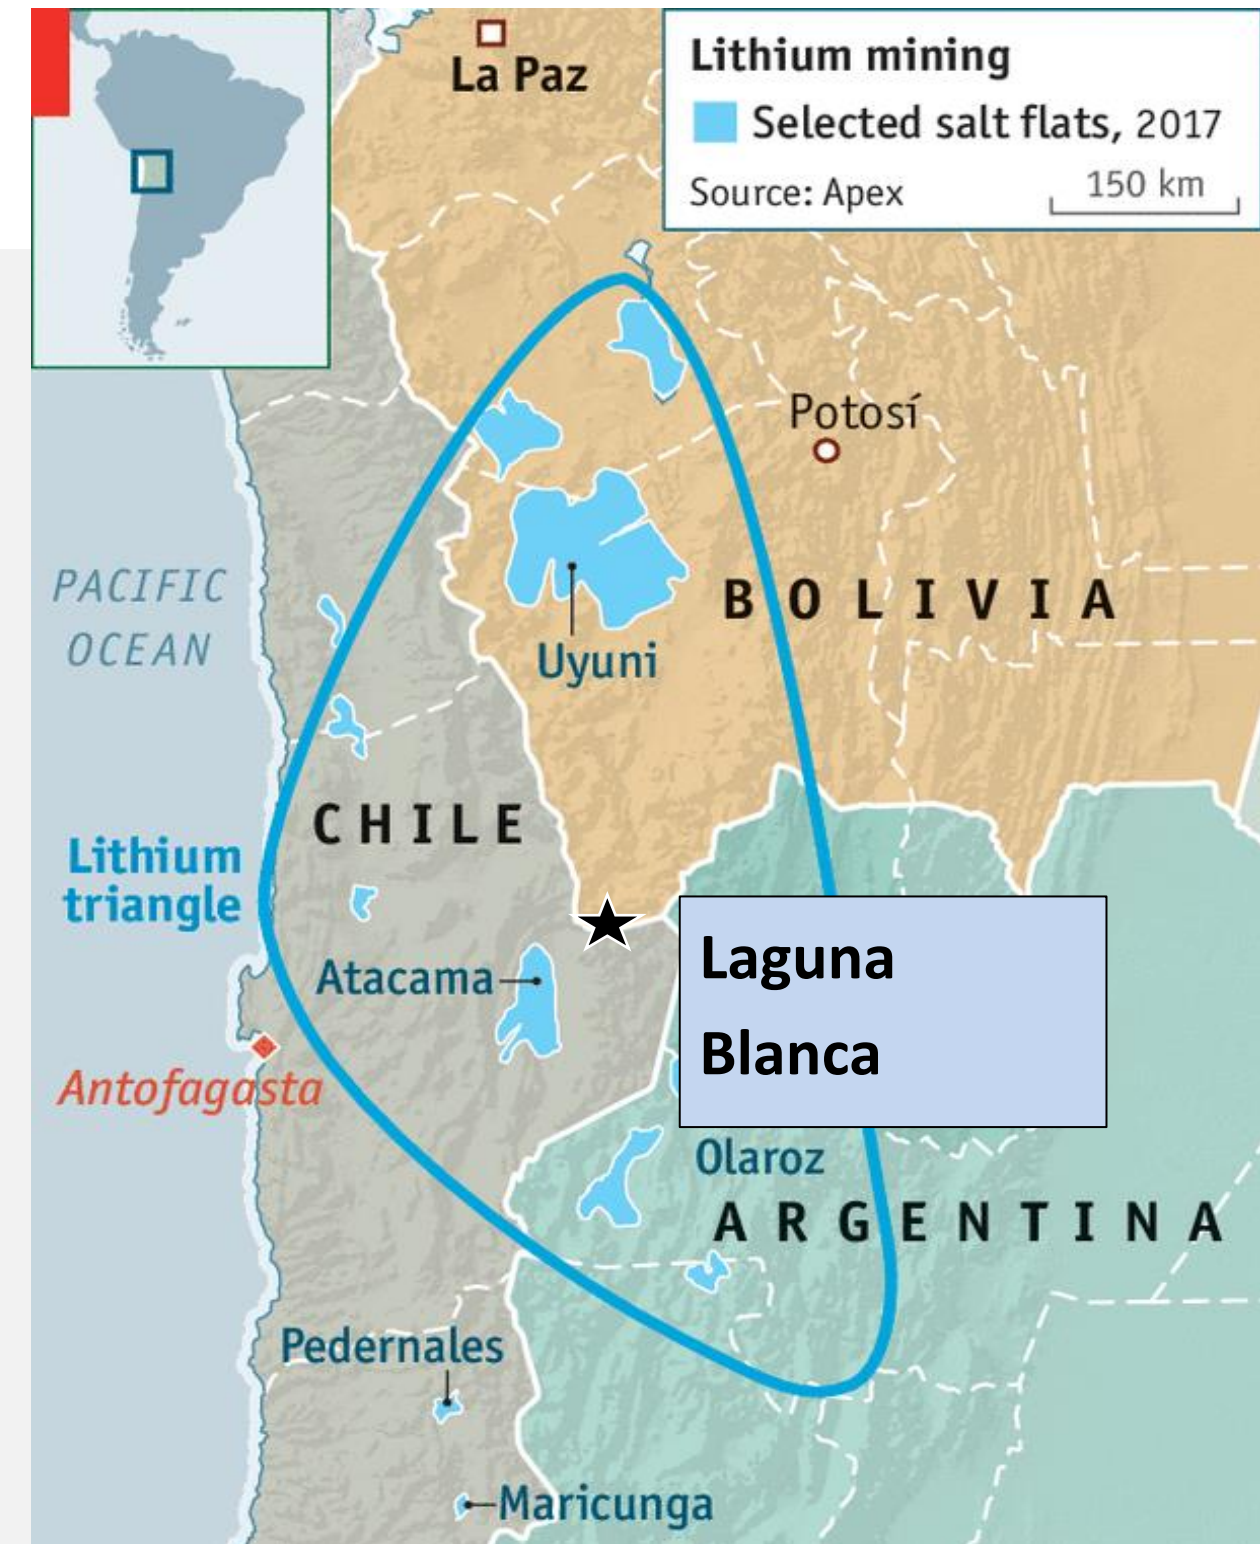 La Paz
Lithium mining
Selected salt flats, 2017
Source: Apex
150 km
Potosí
PACIFIC
OCEAN
BOLIVIA
Uyuni
CHILE
Lithium
triangle
Atacama
Laguna
Blanca
Antofagasta
Olaroz
ARGENTINA
Pedernales
Maricunga